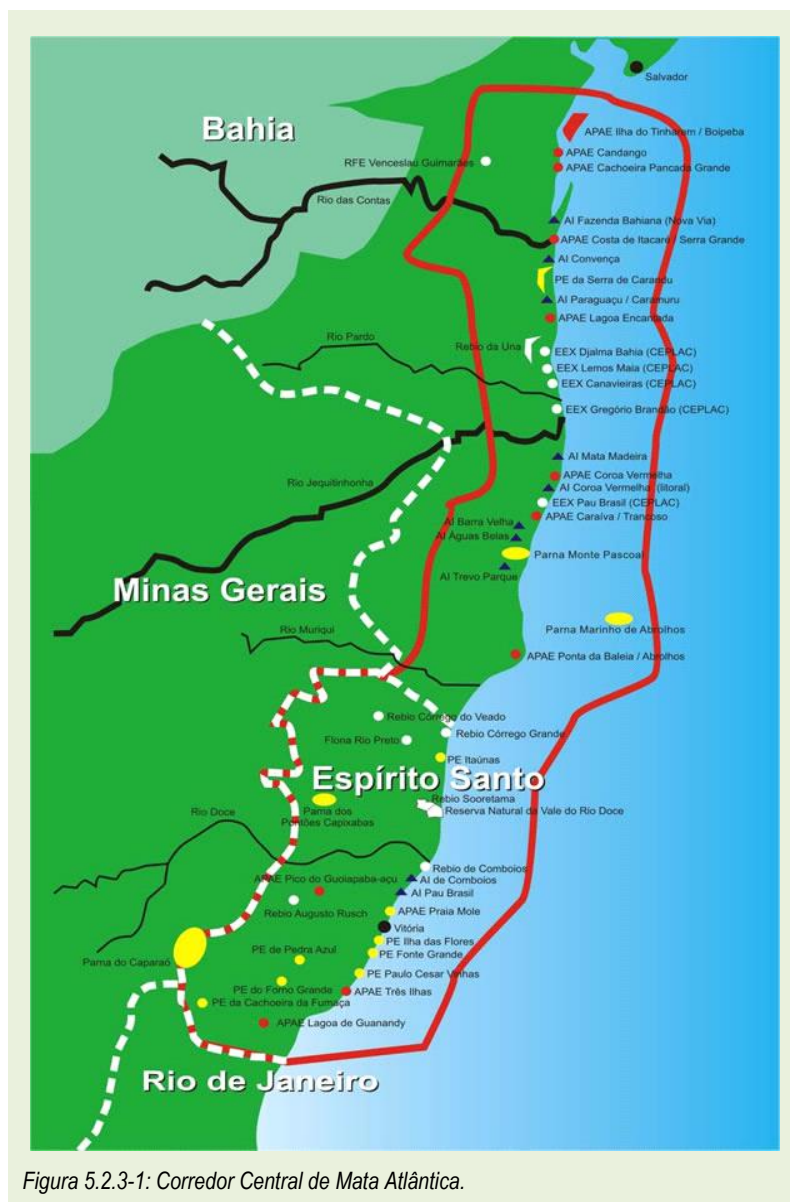 Salvador
Bahia
APAE Ilha do Tinharem / Boipeba
APAE Candango
RFE Venceslau Guimarães
APAE Cachoeira Pancada Grande
Rio das Contas
AI Fazenda Bahiana (Nova Via)
APAE Costa de Itacaré / Serra Grande
AI Convença
PE da Serra de Carandu
AI Paraguaçu / Caramuru
APAE Lagoa Encantada
Rio Pardo
Rebio da Una
EEX Djalma Bahia (CEPLAC)
EEX Lemos Maia (CEPLAC)
EEX Canavieiras (CEPLAC)
EEX Gregório Brandão (CEPLAC)
AI Mata Madeira
APAE Coroa Vermelha
Rio Jequitinhonha
AI Coroa Vermelha (litoral)
EEX Pau Brasil (CEPLAC)
APAE Caraíva / Trancoso
AI Barra Velha
AI Águas Belas
Parna Monte Pascoal
AI Trevo Parque
Minas Gerais
Rio Muriqui
Parna Marinho de Abrolhos
APAE Ponta da Baleia / Abrolhos
Rebio Córrego do Veado
Rebio Córrego Grande
Flona Rio Preto
PE Itaúnas
Espírito Santo
Rebio Sooretama
Reserva Natural da Vale do Rio Doce
Rio Doce
Parna dos
Pontões Capixabas
Rebio de Comboios
APAE Pico do Guoiapaba-açu
AI de Comboios
AI Pau Brasil
Rebio Augusto Rusch
APAE Praia Mole
Vitória
PE Ilha das Flores
PE de Pedra Azul
PE Fonte Grande
Parna do Caparaó
PE Paulo Cesar Vinhas
PE do Forno Grande
APAE Três Ilhas
PE da Cachoeira da Fumaça
APAE Lagoa de Guanandy
Rio de Janeiro
Figura 5.2.3-1: Corredor Central de Mata Atlântica.